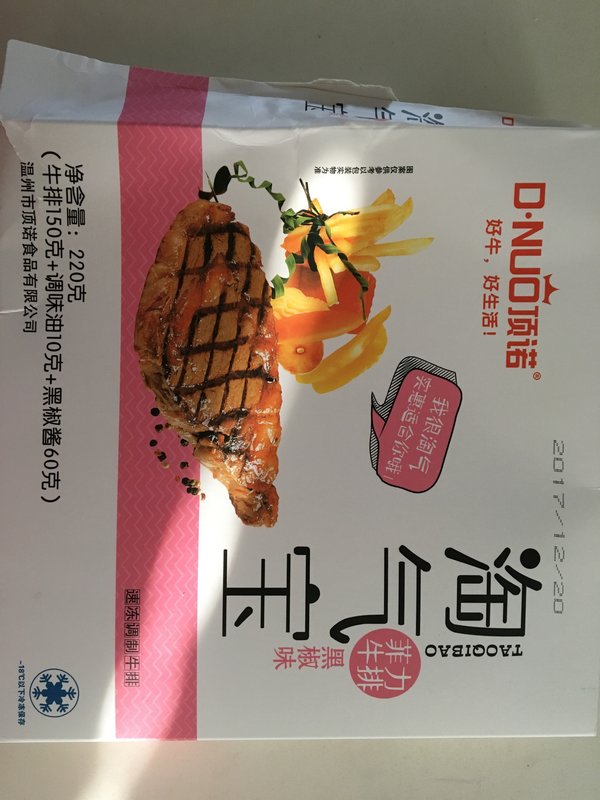 D·NUO顶诺®
好牛，好生活！
2017/12/20
图案仅供参考以包装实物为准
我很淘气
实惠适合你哦！
淘气宝
TAOQIBAO
菲力
牛排
黑椒味
速冻调制牛排
净含量：220克
（牛排150克+调味油10克+黑椒酱60克）
温州市顶诺食品有限公司
-18℃以下冷冻保存